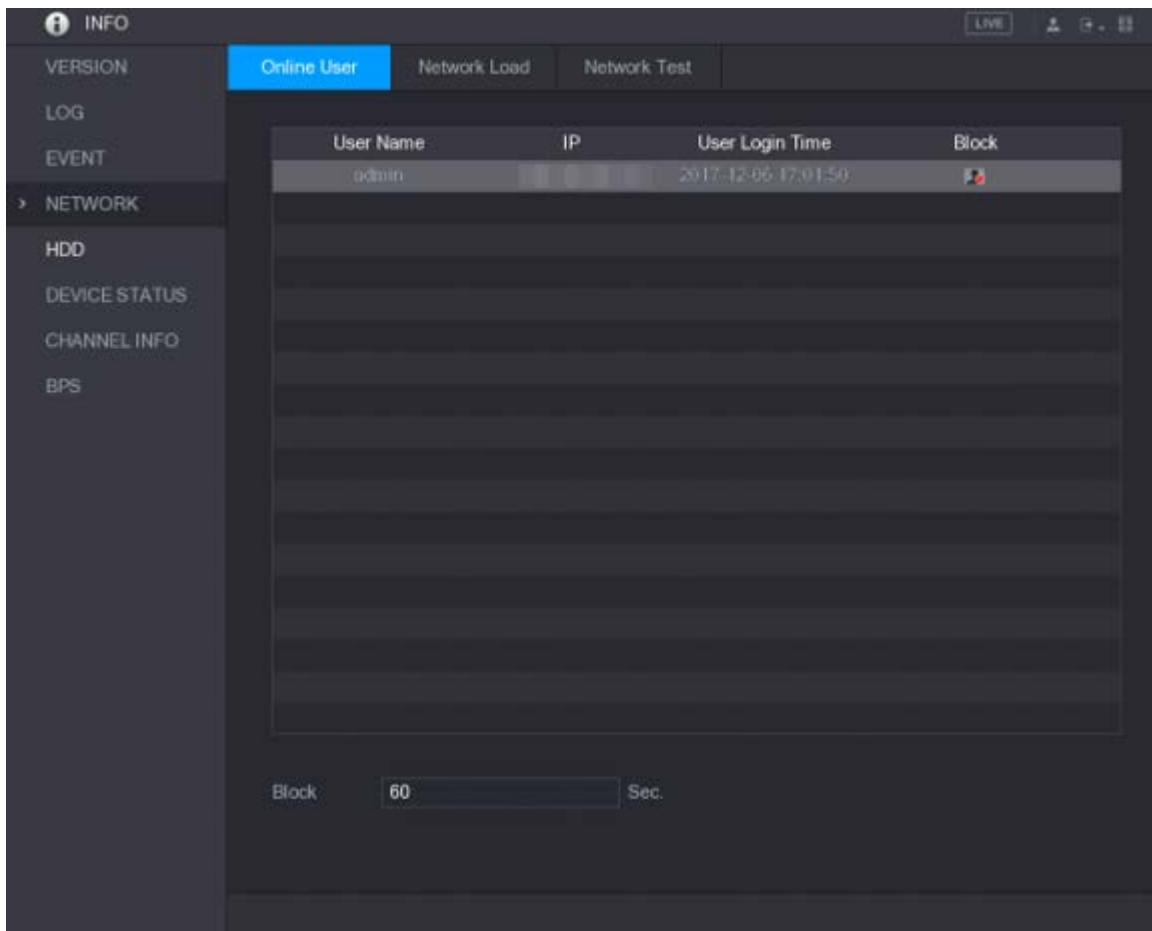 INFO
LIVE
VERSION
Online User Network Load Network Test
LOG
EVENT
User Name IP User Login Time Block
admin 2017-12-06 17:01:50
NETWORK
HDD
DEVICE STATUS
CHANNEL INFO
BPS
Block 60 Sec.